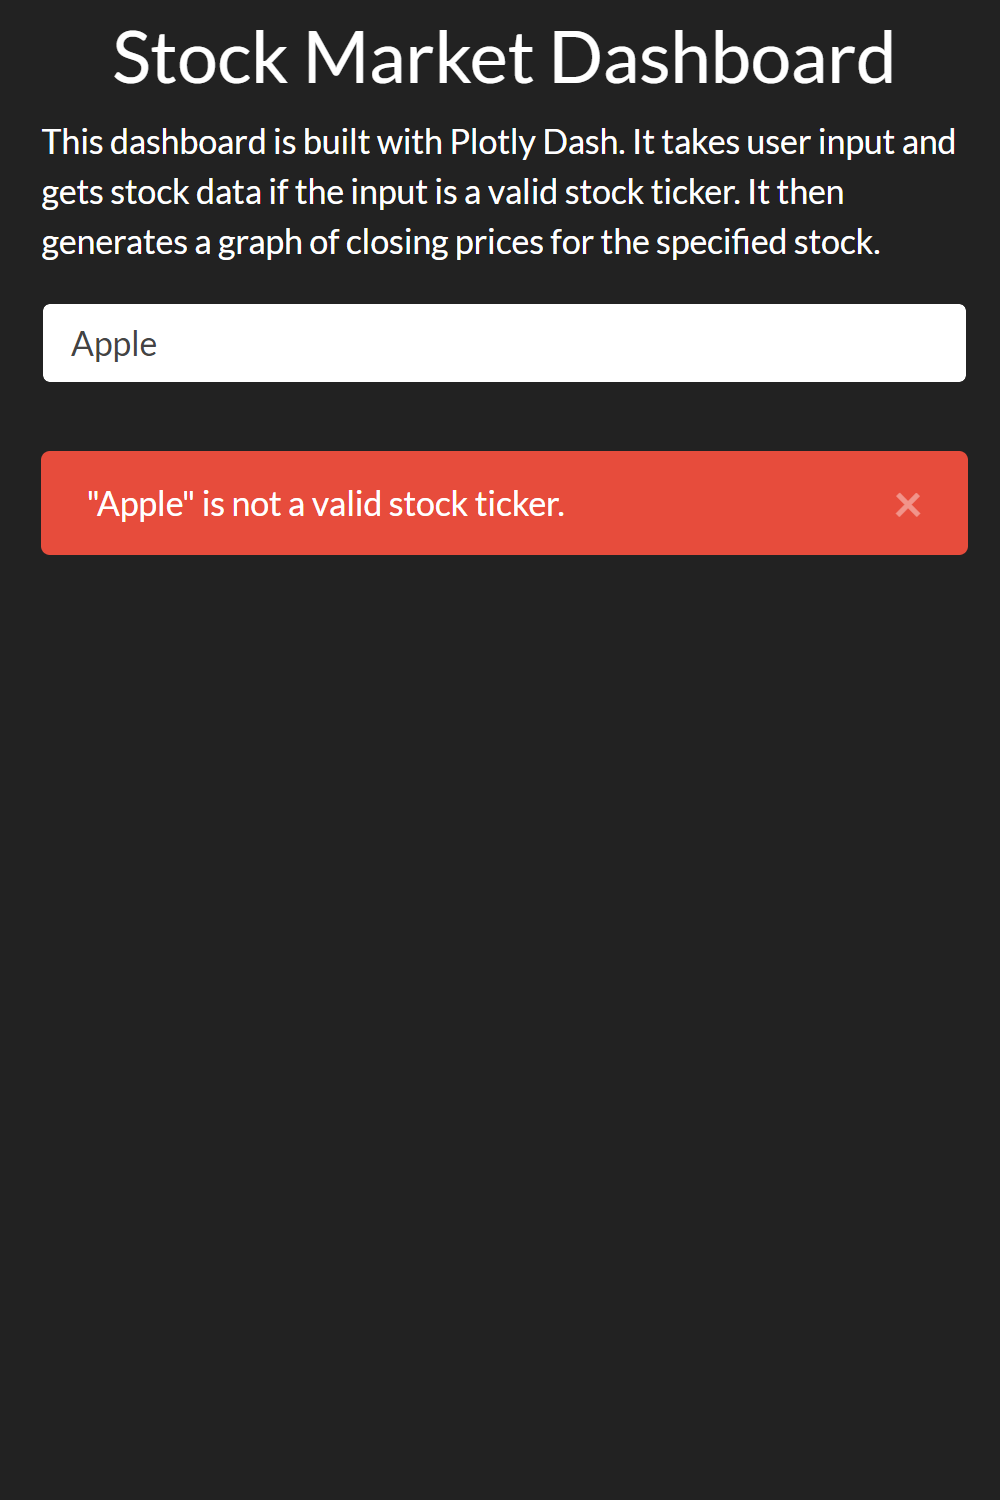 Stock Market Dashboard
This dashboard is built with Plotly Dash. It takes user input and
gets stock data if the input is a valid stock ticker. It then
generates a graph of closing prices for the specified stock.
Apple
"Apple" is not a valid stock ticker.